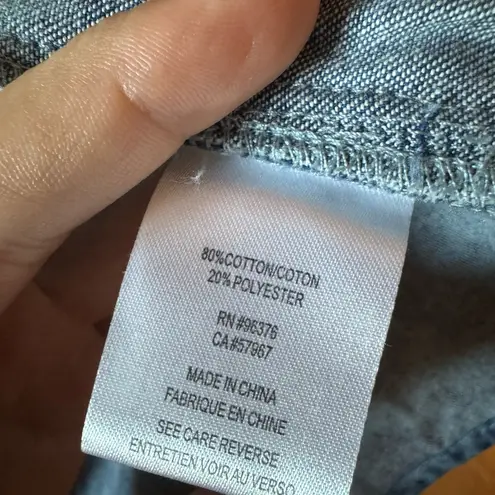 80%COTTON/COTON
20% POLYESTER
RN #96376
CA #57967
MADE IN CHINA
FABRIQUE EN CHINE
SEE CARE REVERSE
ENTRETIEN VOIR AU VERSO